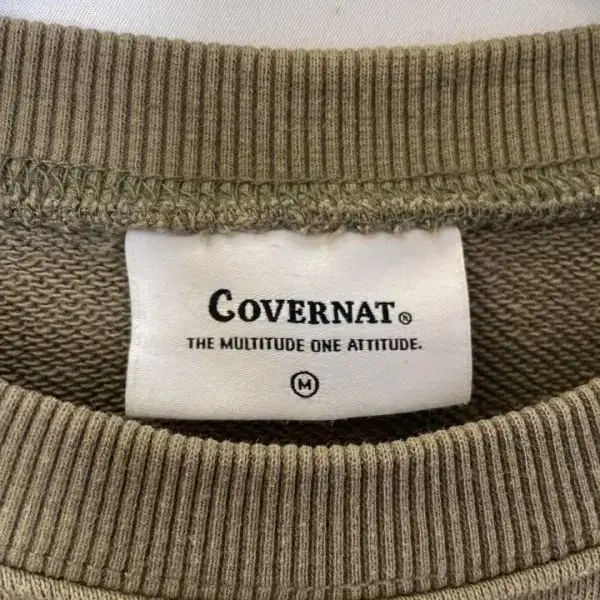 COVERNAT®
THE MULTITUDE ONE ATTITUDE.
M